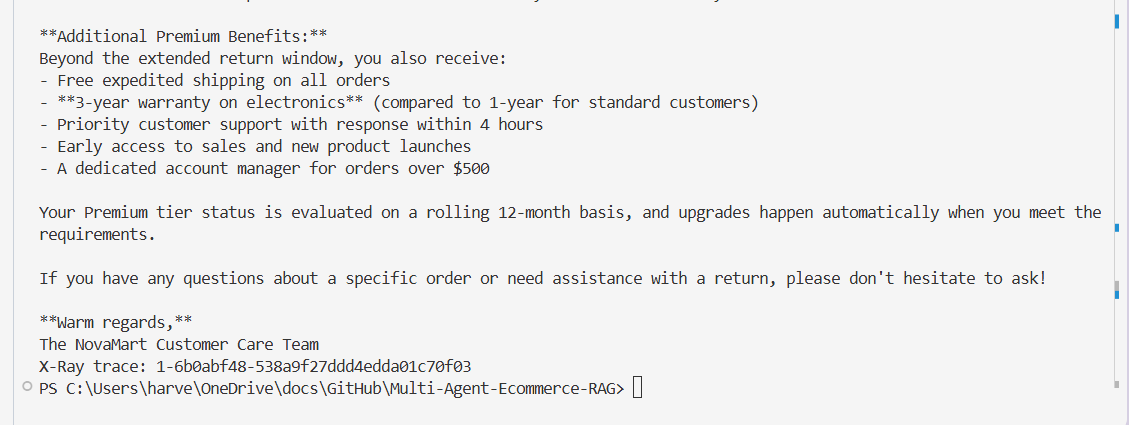 **Additional Premium Benefits:**
Beyond the extended return window, you also receive:
- Free expedited shipping on all orders
- **3-year warranty on electronics** (compared to 1-year for standard customers)
- Priority customer support with response within 4 hours
- Early access to sales and new product launches
- A dedicated account manager for orders over $500
Your Premium tier status is evaluated on a rolling 12-month basis, and upgrades happen automatically when you meet the
requirements.
If you have any questions about a specific order or need assistance with a return, please don't hesitate to ask!
**Warm regards,**
The NovaMart Customer Care Team
X-Ray trace: 1-6b0abf48-538a9f27ddd4edda01c70f03
PS C:\Users\harve\OneDrive\docs\GitHub\Multi-Agent-Ecommerce-RAG>